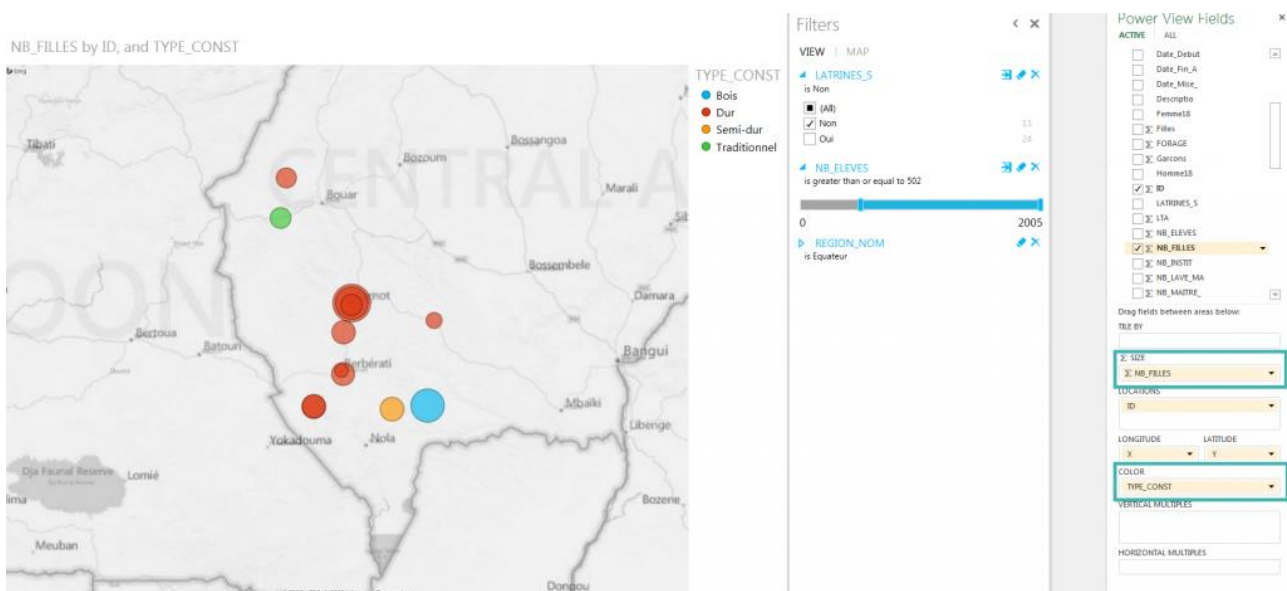 NB_FILLES by ID, and TYPE_CONST
bing
Tibati
Bossangoa
Bozoum
CENTRAL A
Marali
Bouar
Bossembele
Damara
Bertoua
Batouri
Berbérati
Bangui
Mbaïki
Libenge
Yokadouma
Nola
Dja Faunal Reserve
Lomié
Bozene
Meuban
Dongou
TYPE_CONST
Bois
Dur
Semi-dur
Traditionnel
Filters
VIEW | MAP
LATRINES_S
is Non
(All)
Non 11
Oui 24
NB_ELEVES
is greater than or equal to 502
0 2005
REGION_NOM
is Equateur
Power View Fields
ACTIVE ALL
Date_Debut
Date_Fin_A
Date_Mise_
Descriptio
Femme18
Σ Filles
Σ FORAGE
Σ Garcons
Homme18
Σ ID
LATRINES_S
Σ LTA
Σ NB_ELEVES
Σ NB_FILLES
Σ NB_INSTIT
Σ NB_LAVE_MA
Σ NB_MAITRE_
Drag fields between areas below:
TILE BY
Σ SIZE
Σ NB_FILLES
LOCATIONS
ID
LONGITUDE LATITUDE
X Y
COLOR
TYPE_CONST
VERTICAL MULTIPLES
HORIZONTAL MULTIPLES